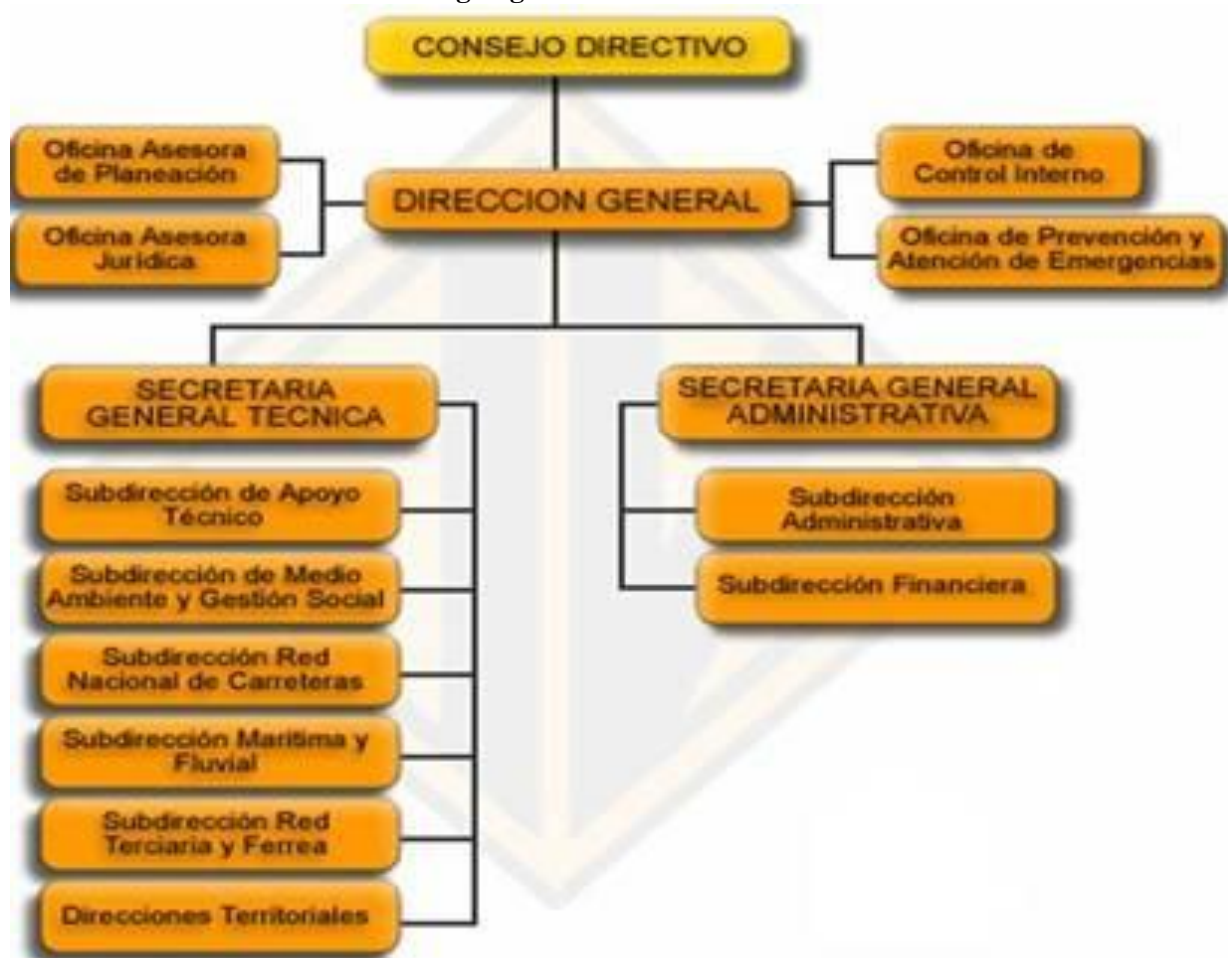 CONSEJO DIRECTIVO
Oficina Asesora
de Planeación
Oficina Asesora
Jurídica
DIRECCION GENERAL
Oficina de
Control Interno
Oficina de Prevención y
Atención de Emergencias
SECRETARIA
GENERAL TECNICA
Subdirección de Apoyo
Técnico
Subdirección de Medio
Ambiente y Gestión Social
Subdirección Red
Nacional de Carreteras
Subdirección Marítima y
Fluvial
Subdirección Red
Terciaria y Ferrea
Direcciones Territoriales
SECRETARIA GENERAL
ADMINISTRATIVA
Subdirección
Administrativa
Subdirección Financiera